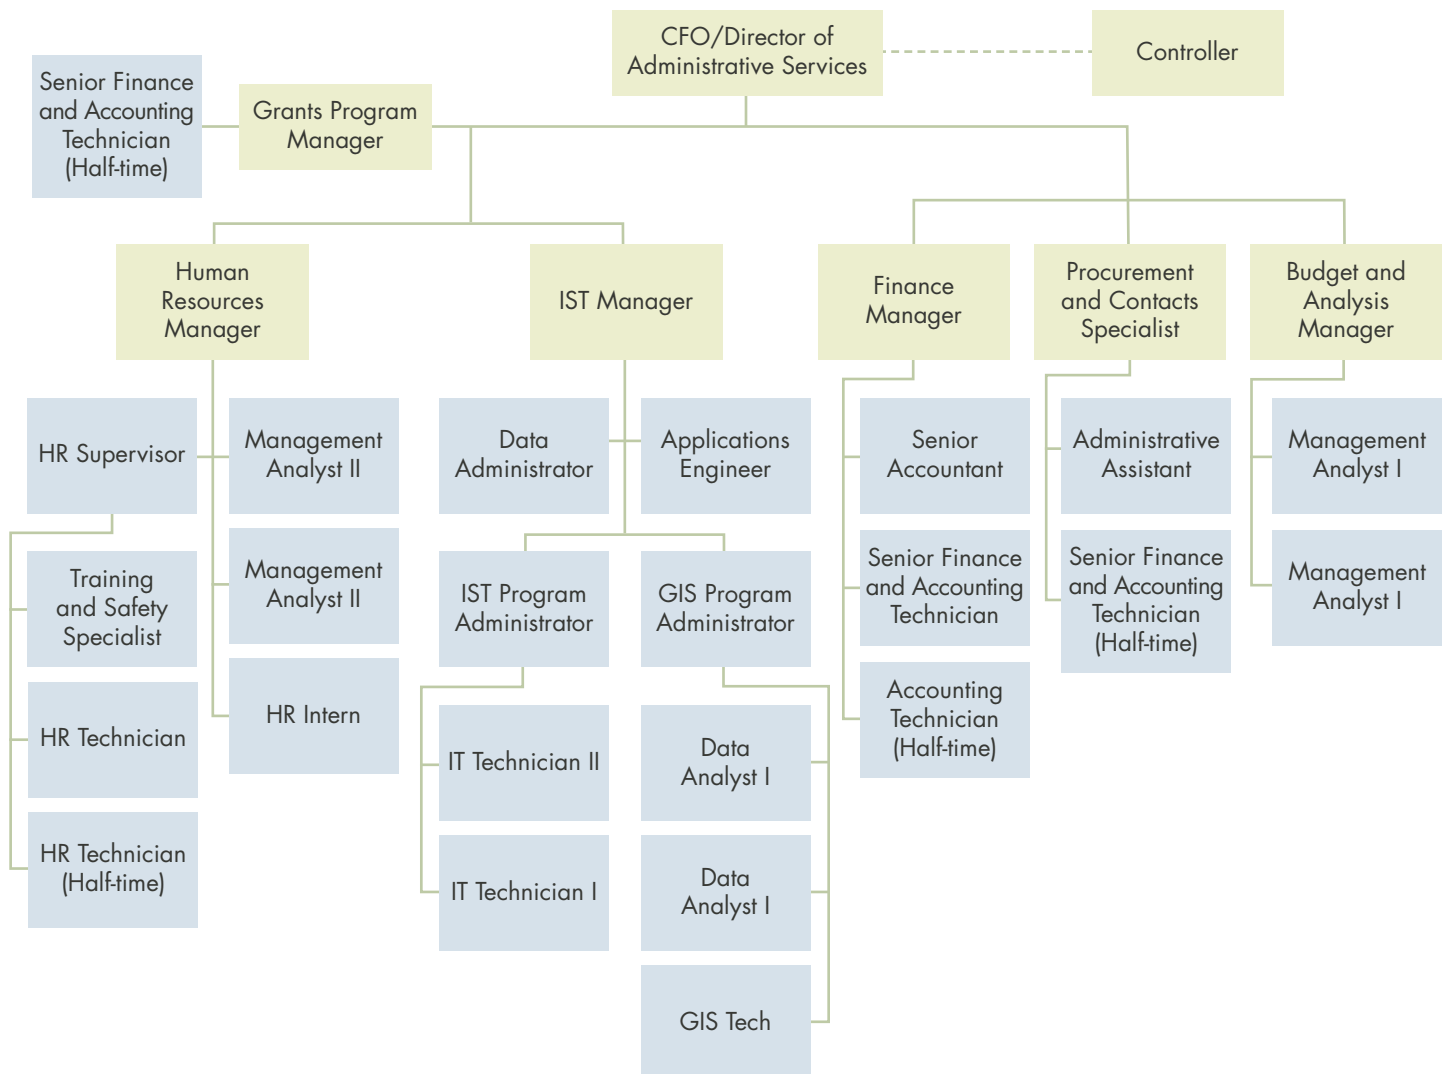 CFO/Director of
Administrative Services
Controller
Senior Finance
and Accounting
Technician
(Half-time)
Grants Program
Manager
Human
Resources
Manager
IST Manager
Finance
Manager
Procurement
and Contacts
Specialist
Budget and
Analysis
Manager
HR Supervisor
Management
Analyst II
Data
Administrator
Applications
Engineer
Senior
Accountant
Administrative
Assistant
Management
Analyst I
Training
and Safety
Specialist
Management
Analyst II
IST Program
Administrator
GIS Program
Administrator
Senior Finance
and Accounting
Technician
Senior Finance
and Accounting
Technician
(Half-time)
Management
Analyst I
HR Technician
HR Intern
IT Technician II
Data
Analyst I
Accounting
Technician
(Half-time)
HR Technician
(Half-time)
IT Technician I
Data
Analyst I
GIS Tech